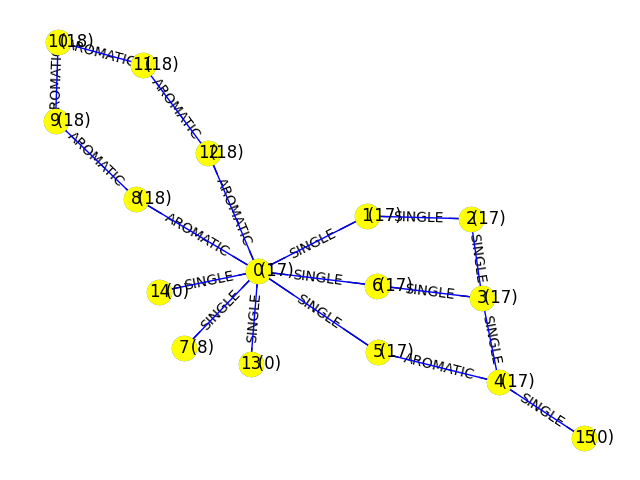 10(18)
AROMATIC
11(18)
AROMATIC
9(18)
AROMATIC
AROMATIC
12(18)
8(18)
AROMATIC
AROMATIC
1(17)
SINGLE
2(17)
SINGLE
SINGLE
0(17)
SINGLE
6(17)
SINGLE
3(17)
14(0)
SINGLE
SINGLE
SINGLE
SINGLE
SINGLE
7(8)
13(0)
5(17)
AROMATIC
4(17)
SINGLE
15(0)